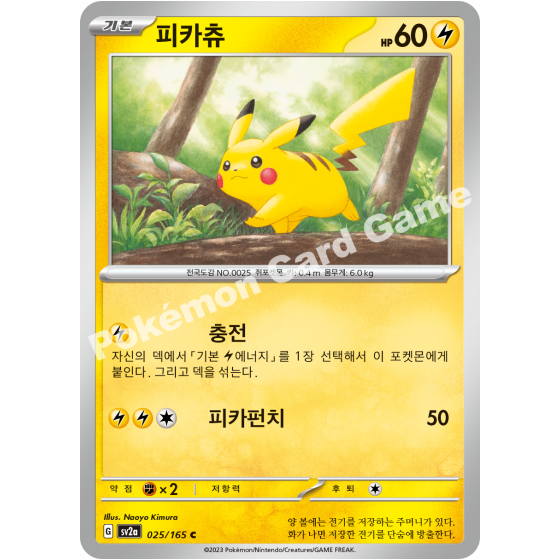 기본 피카츄 HP 60
전국도감 NO.0025 쥐포켓몬 키: 0.4 m 몸무게: 6.0 kg
Pokémon Card Game
충전
자신의 덱에서 「기본 에너지」를 1장 선택해서 이 포켓몬에게
붙인다. 그리고 덱을 섞는다.
피카펀치 50
약점 ×2 저항력 후퇴
Illus. Naoyo Kimura
G sv2a 025/165 C
양 볼에는 전기를 저장하는 주머니가 있다.
화가 나면 저장한 전기를 단숨에 방출한다.
©2023 Pokémon/Nintendo/Creatures/GAME FREAK.